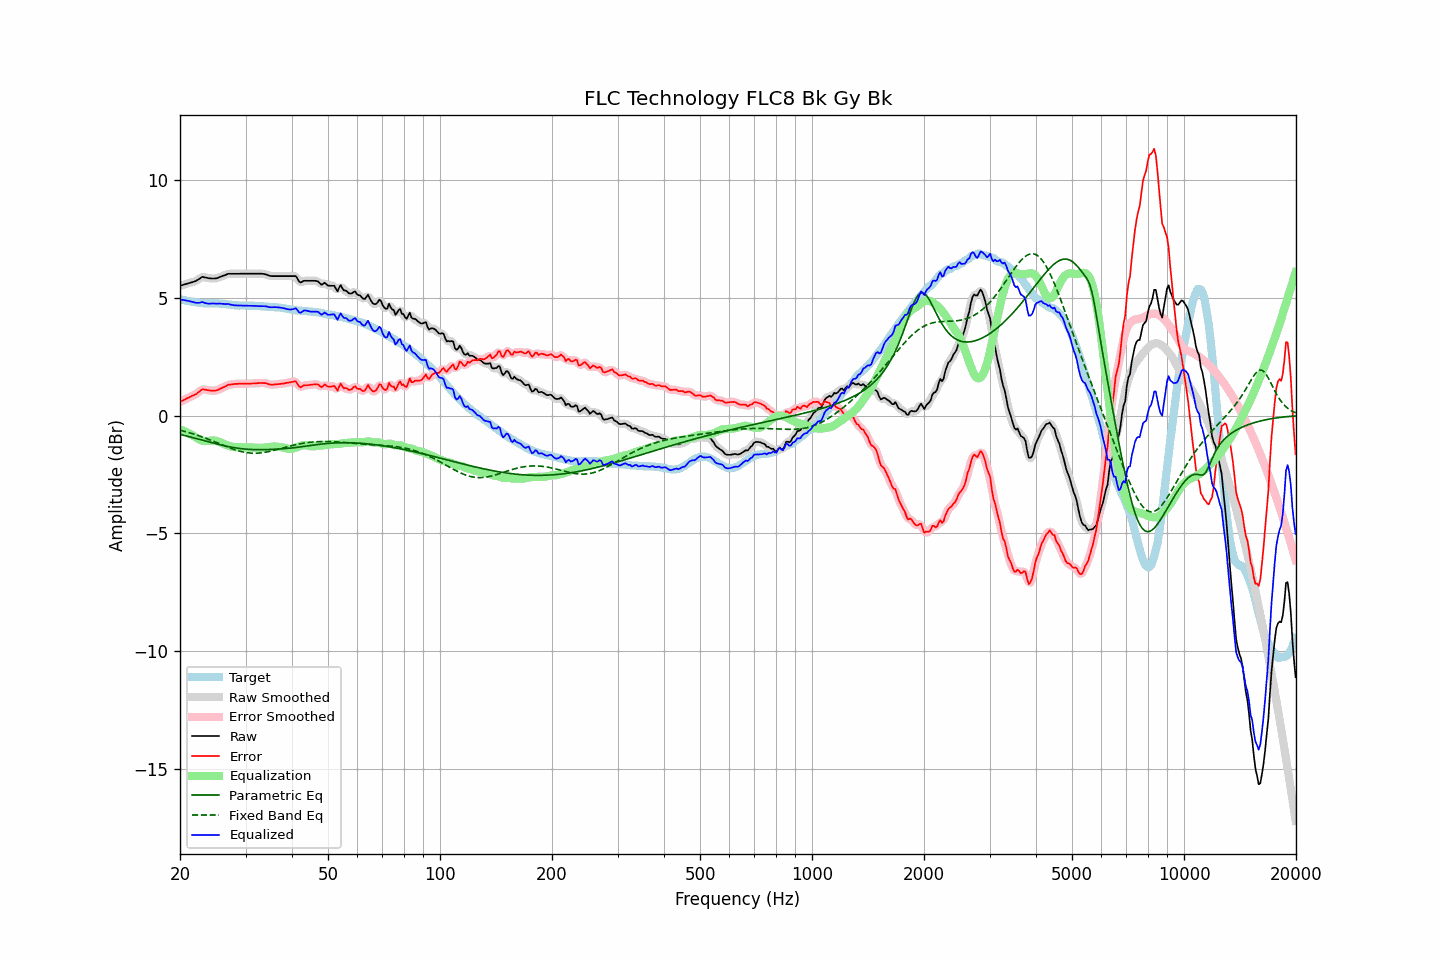 FLC Technology FLC8 Bk Gy Bk
Amplitude (dBr)
10
5
0
−5
−10
−15
Target
Raw Smoothed
Error Smoothed
Raw
Error
Equalization
Parametric Eq
Fixed Band Eq
Equalized
20 50 100 200 500 1000 2000 5000 10000 20000
Frequency (Hz)